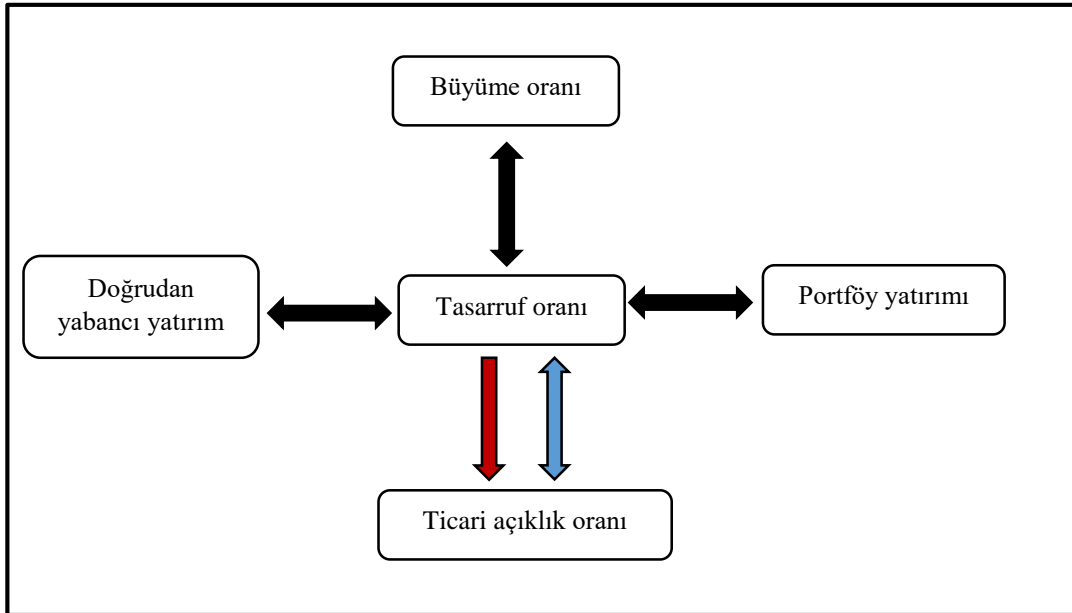 Büyüme oranı
Doğrudan
yabancı yatırım
Tasarruf oranı
Portföy yatırımı
Ticari açıklık oranı